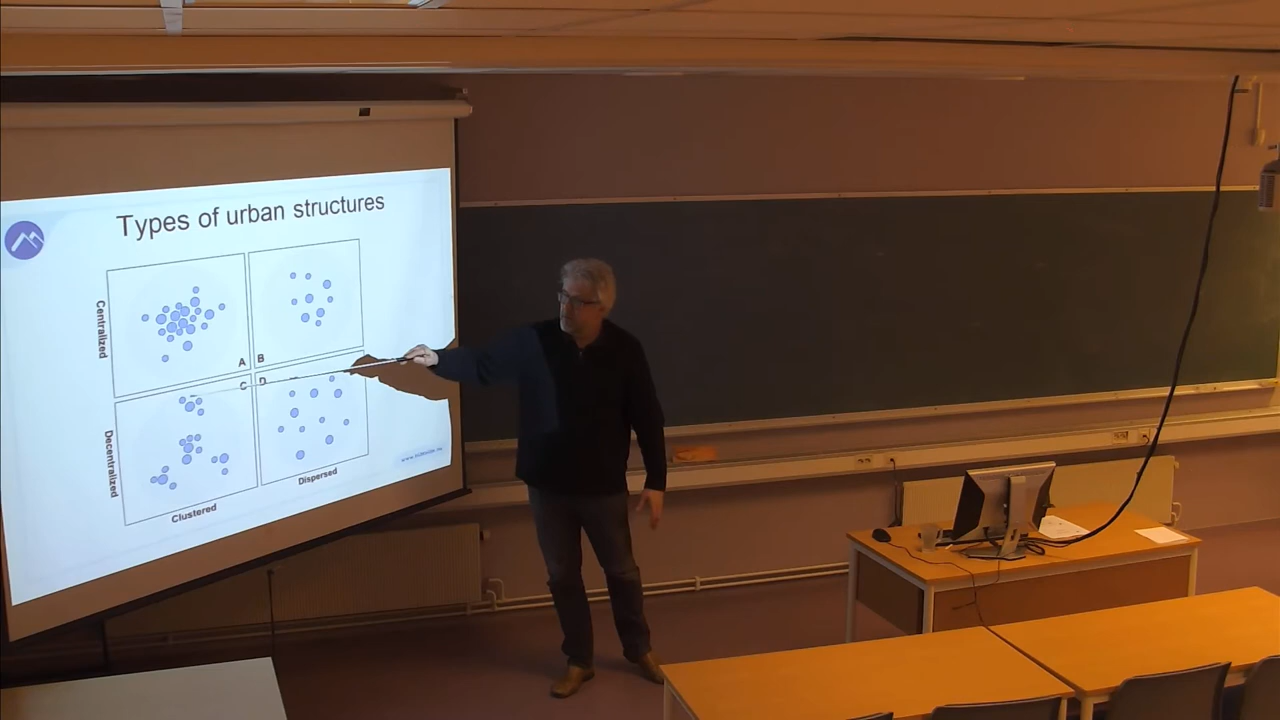 Types of urban structures
Centralized
A
B
C
D
Decentralized
Clustered
Dispersed